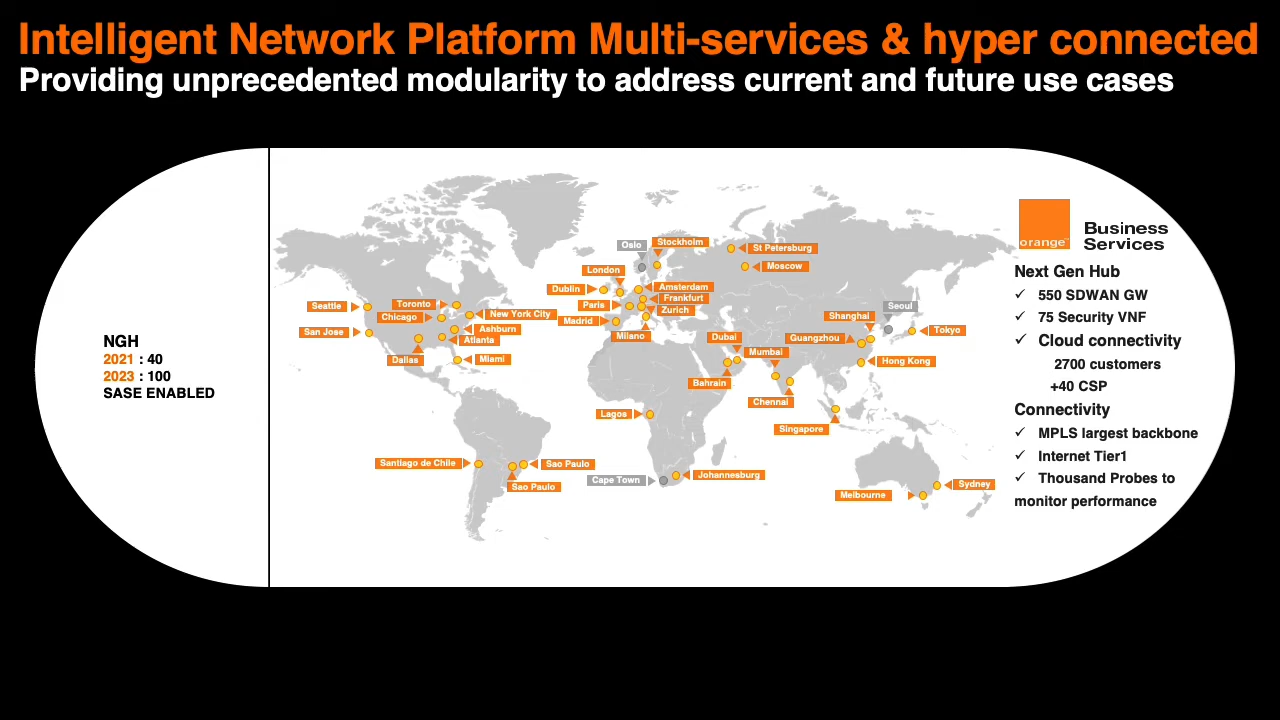 Intelligent Network Platform Multi-services & hyper connected
Providing unprecedented modularity to address current and future use cases
NGH
2021 : 40
2023 : 100
SASE ENABLED
Oslo
Stockholm
St Petersburg
London
Moscow
Dublin
Amsterdam
Seattle
Toronto
Paris
Frankfurt
Seoul
Chicago
New York City
Zurich
Shanghai
San Jose
Ashburn
Madrid
Tokyo
Atlanta
Milano
Dubai
Guangzhou
Dallas
Miami
Mumbai
Hong Kong
Bahrain
Chennai
Lagos
Singapore
Santiago de Chile
Sao Paulo
Sao Paulo
Cape Town
Johannesburg
Melbourne
Sydney
orange™
Business
Services
Next Gen Hub
✓ 550 SDWAN GW
✓ 75 Security VNF
✓ Cloud connectivity
2700 customers
+40 CSP
Connectivity
✓ MPLS largest backbone
✓ Internet Tier1
✓ Thousand Probes to
monitor performance